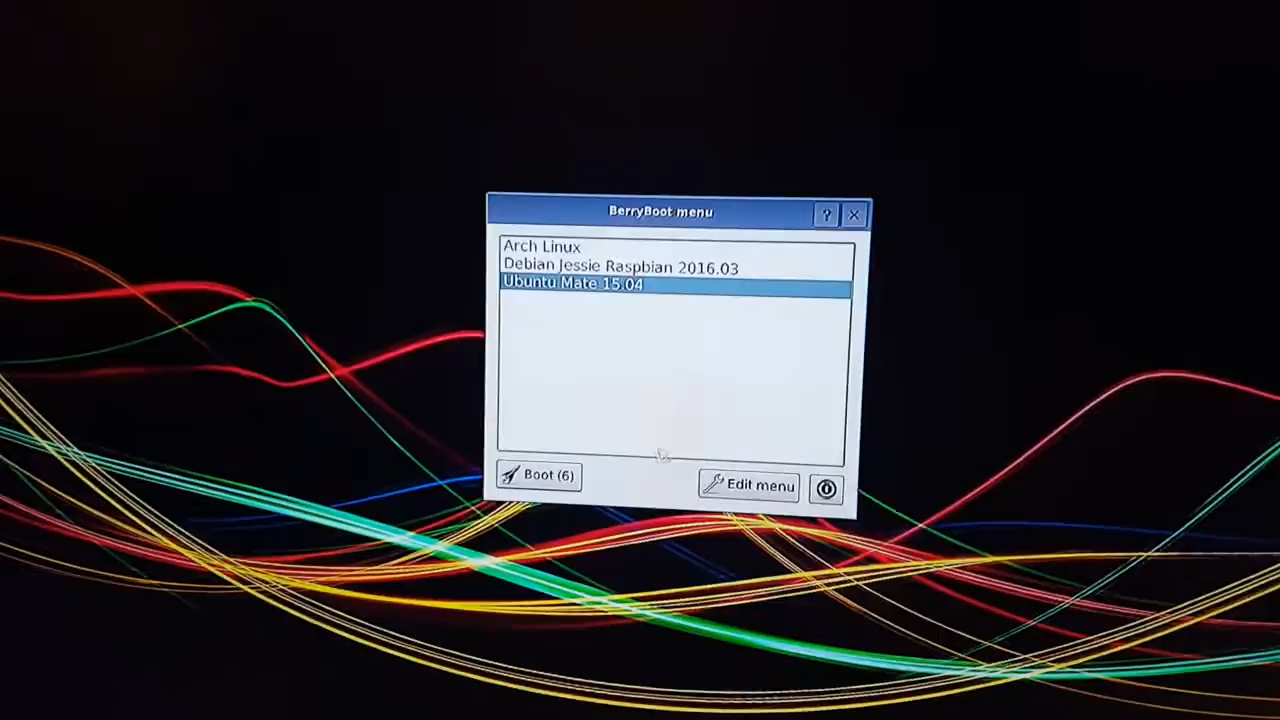 BerryBoot menu
Arch Linux
Debian Jessie Raspbian 2016.03
Ubuntu Mate 15.04
Boot (6)
Edit menu